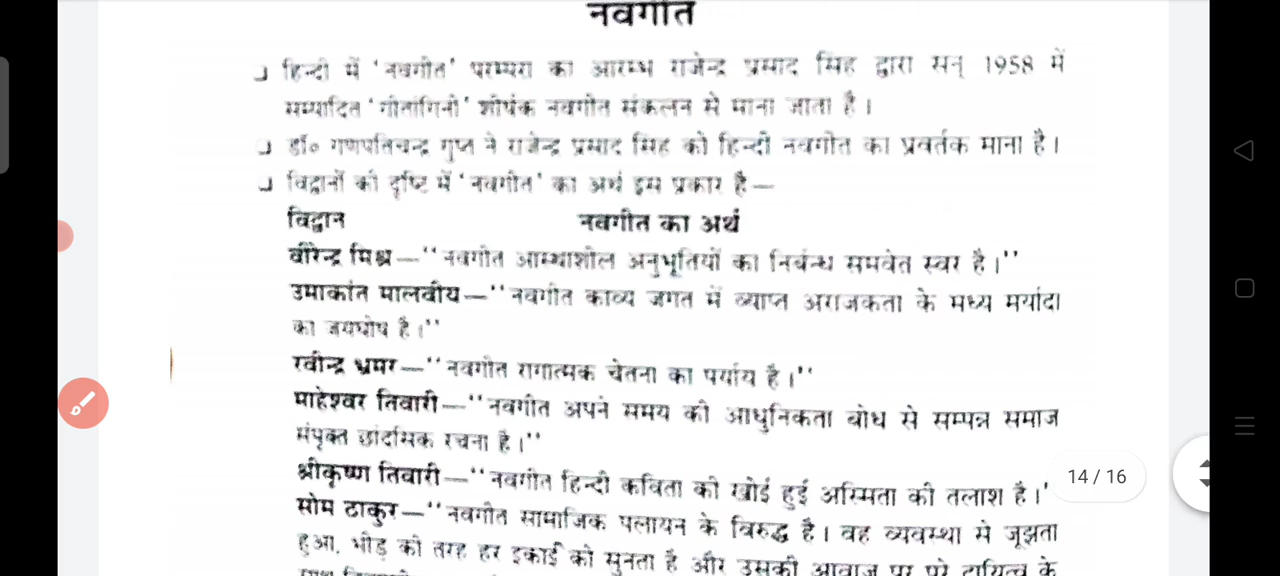 नवगीत
❑ हिन्दी में 'नवगीत' परम्परा का आरम्भ राजेन्द्र प्रसाद सिंह द्वारा सन् 1958 में
सम्पादित 'गीतांगिनी' शीर्षक नवगीत संकलन से माना जाता है।
❑ डॉ० गणपतिचन्द्र गुप्त ने राजेन्द्र प्रसाद सिंह को हिन्दी नवगीत का प्रवर्तक माना है।
❑ विद्वानों की दृष्टि में 'नवगीत' का अर्थ इस प्रकार है—
विद्वान नवगीत का अर्थ
वीरेन्द्र मिश्र—''नवगीत आस्थाशील अनुभूतियों का निर्बन्ध समवेत स्वर है।''
उमाकांत मालवीय—''नवगीत काव्य जगत में व्याप्त अराजकता के मध्य मर्यादा
का जयघोष है।''
रवीन्द्र भ्रमर—''नवगीत रागात्मक चेतना का पर्याय है।''
माहेश्वर तिवारी—''नवगीत अपने समय की आधुनिकता बोध से सम्पन्न समाज
संपृक्त छांदसिक रचना है।''
श्रीकृष्ण तिवारी—''नवगीत हिन्दी कविता की खोई हुई अस्मिता की तलाश है।'
14 / 16
सोम ठाकुर—''नवगीत सामाजिक पलायन के विरुद्ध है। वह व्यवस्था से जूझता
हुआ, भीड़ की तरह हर इकाई को सुनता है और उसकी आवाज पर पूरे दायित्व के